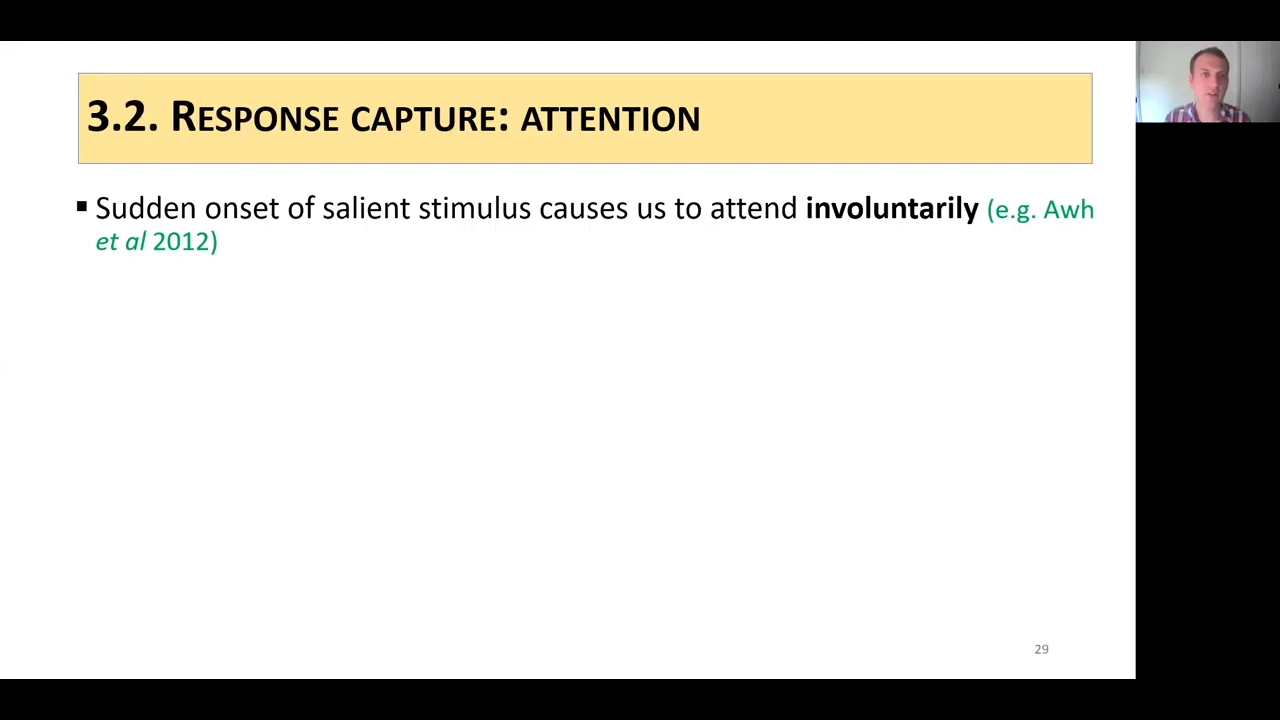 3.2. RESPONSE CAPTURE: ATTENTION
▪ Sudden onset of salient stimulus causes us to attend involuntarily (e.g. Awh
et al 2012)
29